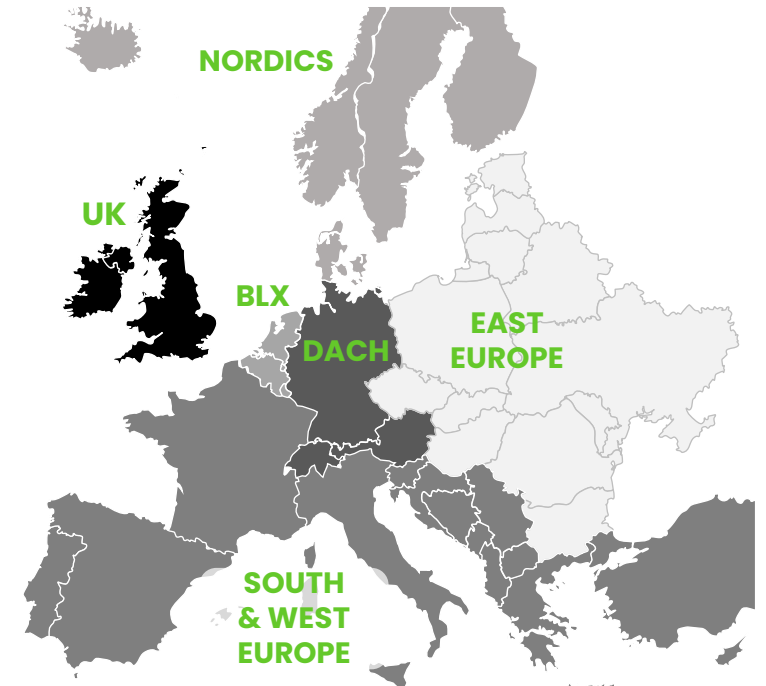 NORDICS
UK
BLX
DACH
EAST
EUROPE
SOUTH
& WEST
EUROPE